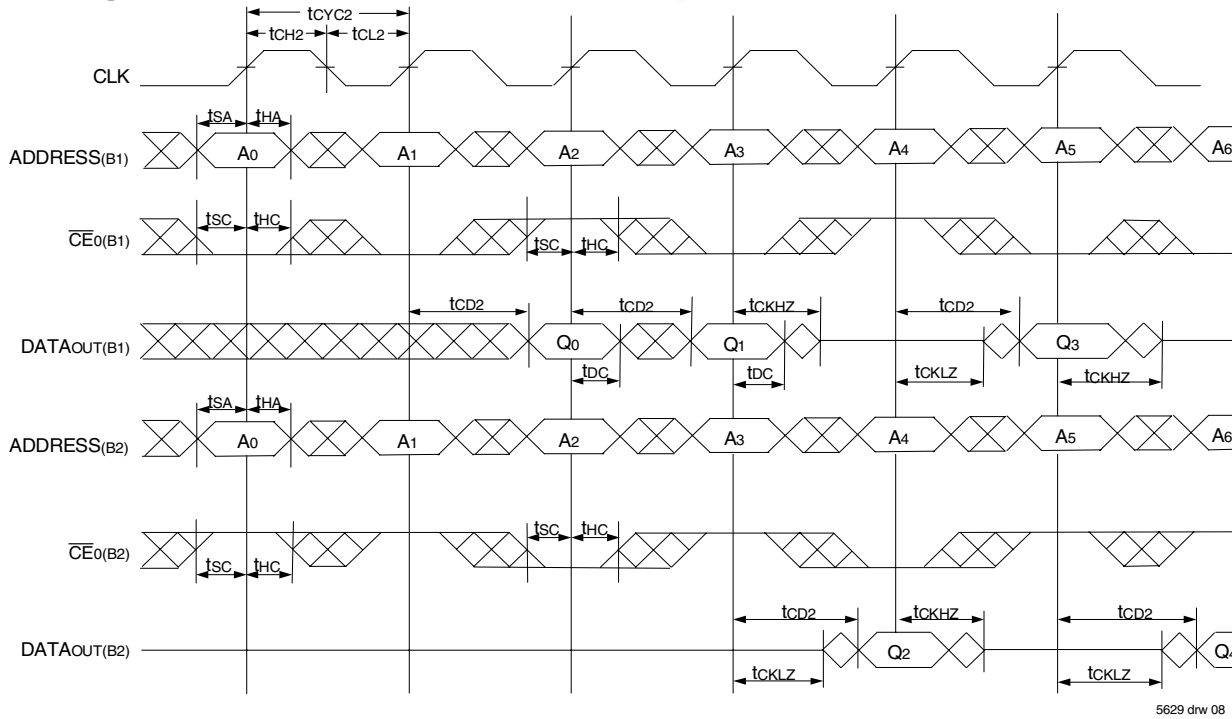 tCYC2
tCH2 tCL2
CLK
tSA tHA
ADDRESS(B1) A0 A1 A2 A3 A4 A5 A6
tSC tHC
CE0(B1) tSC tHC
tCD2 tCD2 tCKHZ tCD2
DATAOUT(B1) Q0 Q1 Q3
tDC tDC tCKLZ tCKHZ
tSA tHA
ADDRESS(B2) A0 A1 A2 A3 A4 A5 A6
tSC tHC
CE0(B2)
tSC tHC
tCD2 tCKHZ tCD2
DATAOUT(B2) Q2 Q4
tCKLZ tCKLZ
5629 drw 08